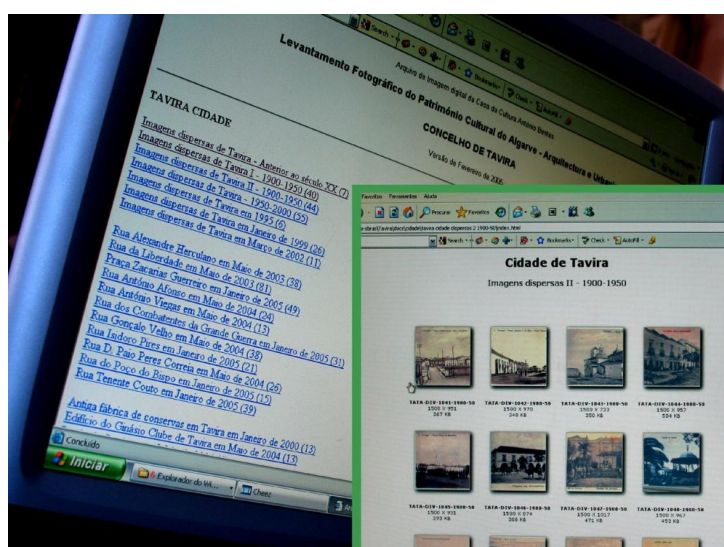 Search
Arquivo de Imagem digital da Casa da Cultura António Bentes
Levantamento Fotográfico do Património Cultural do Algarve - Arquitectura e
CONCELHO DE TAVIRA
Versão de Fevereiro de 2006
TAVIRA CIDADE
Imagens dispersas de Tavira - Anterior ao século XX (7)
Imagens dispersas de Tavira I - 1900-1950 (40)
Imagens dispersas de Tavira II - 1900-1950 (44)
Imagens dispersas de Tavira - 1950-2000 (55)
Imagens dispersas de Tavira em 1995 (6)
Imagens dispersas de Tavira em Janeiro de 1999 (26)
Imagens dispersas de Tavira em Março de 2002 (11)
Rua Alexandre Herculano em Maio de 2003 (38)
Rua da Liberdade em Maio de 2003 (81)
Praça Zacarias Guerreiro em Janeiro de 2005 (49)
Rua António Afonso em Maio de 2004 (24)
Rua António Viegas em Maio de 2004 (13)
Rua dos Combatentes da Grande Guerra em Janeiro de 2005 (31)
Rua Gonçalo Velho em Maio de 2004 (38)
Rua Isidoro Pires em Janeiro de 2005 (21)
Rua D. Paio Peres Correia em Maio de 2004 (26)
Rua do Poço do Bispo em Janeiro de 2005 (15)
Rua Tenente Couto em Janeiro de 2005 (39)
Antiga fábrica de conservas em Tavira em Janeiro de 2000 (13)
Edifício do Ginásio Clube de Tavira em Maio de 2004 (13)
Concluído
Iniciar
6 Explorador do Wi...
Cheez
Favoritos Ferramentas Ajuda
Procurar Favoritos
Search Bookmarks Check AutoFill
Cidade de Tavira
Imagens dispersas II - 1900-1950
TATA-DIV-1041-1900-50 TATA-DIV-1042-1900-50 TATA-DIV-1043-1900-50 TATA-DIV-1044-1900-50
1500 X 951 1500 X 970 1500 X 723 1500 X 957
367 KB 348 KB 350 KB 534 KB
TATA-DIV-1045-1900-50 TATA-DIV-1046-1900-50 TATA-DIV-1047-1900-50 TATA-DIV-1048-1900-50
1500 X 931 1500 X 874 1500 X 1017 1500 X 967
293 KB 300 KB 471 KB 452 KB